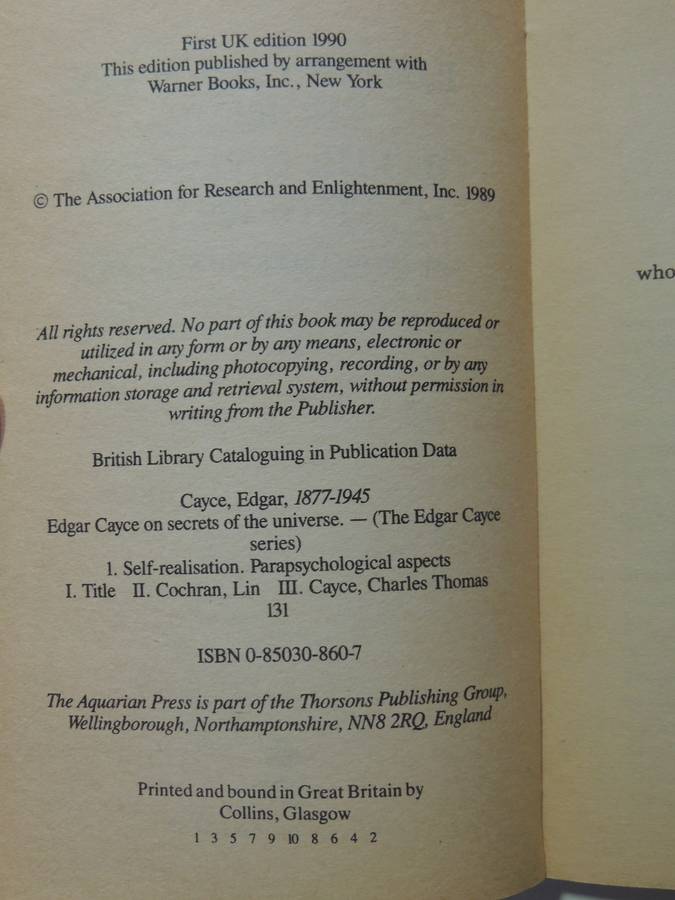 First UK edition 1990
This edition published by arrangement with
Warner Books, Inc., New York
© The Association for Research and Enlightenment, Inc. 1989
All rights reserved. No part of this book may be reproduced or
utilized in any form or by any means, electronic or
mechanical, including photocopying, recording, or by any
information storage and retrieval system, without permission in
writing from the Publisher.
British Library Cataloguing in Publication Data
Cayce, Edgar, 1877-1945
Edgar Cayce on secrets of the universe. — (The Edgar Cayce
series)
1. Self-realisation. Parapsychological aspects
I. Title II. Cochran, Lin III. Cayce, Charles Thomas
131
ISBN 0-85030-860-7
The Aquarian Press is part of the Thorsons Publishing Group,
Wellingborough, Northamptonshire, NN8 2RQ, England
Printed and bound in Great Britain by
Collins, Glasgow
1 3 5 7 9 10 8 6 4 2
who